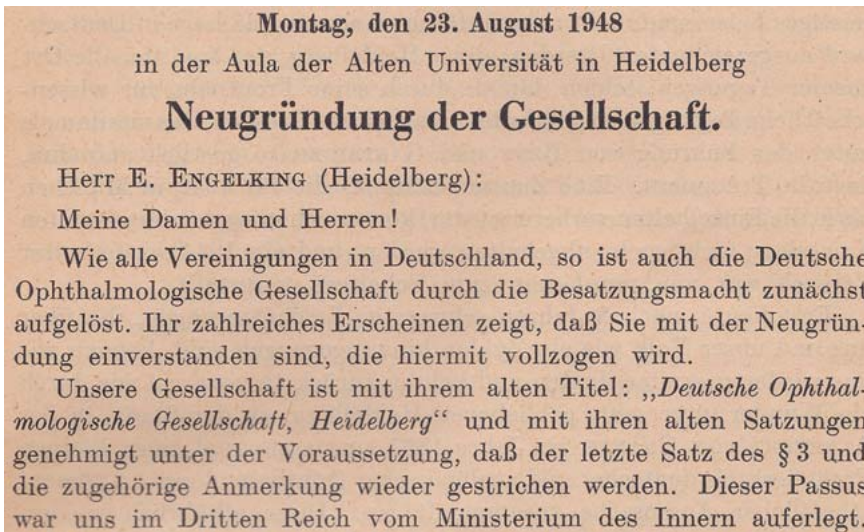 Montag, den 23. August 1948
in der Aula der Alten Universität in Heidelberg
Neugründung der Gesellschaft.
Herr E. ENGELKING (Heidelberg):
Meine Damen und Herren!
Wie alle Vereinigungen in Deutschland, so ist auch die Deutsche
Ophthalmologische Gesellschaft durch die Besatzungsmacht zunächst
aufgelöst. Ihr zahlreiches Erscheinen zeigt, daß Sie mit der Neugrün-
dung einverstanden sind, die hiermit vollzogen wird.
Unsere Gesellschaft ist mit ihrem alten Titel: „Deutsche Ophthal-
mologische Gesellschaft, Heidelberg“ und mit ihren alten Satzungen
genehmigt unter der Voraussetzung, daß der letzte Satz des § 3 und
die zugehörige Anmerkung wieder gestrichen werden. Dieser Passus
war uns im Dritten Reich vom Ministerium des Innern auferlegt.